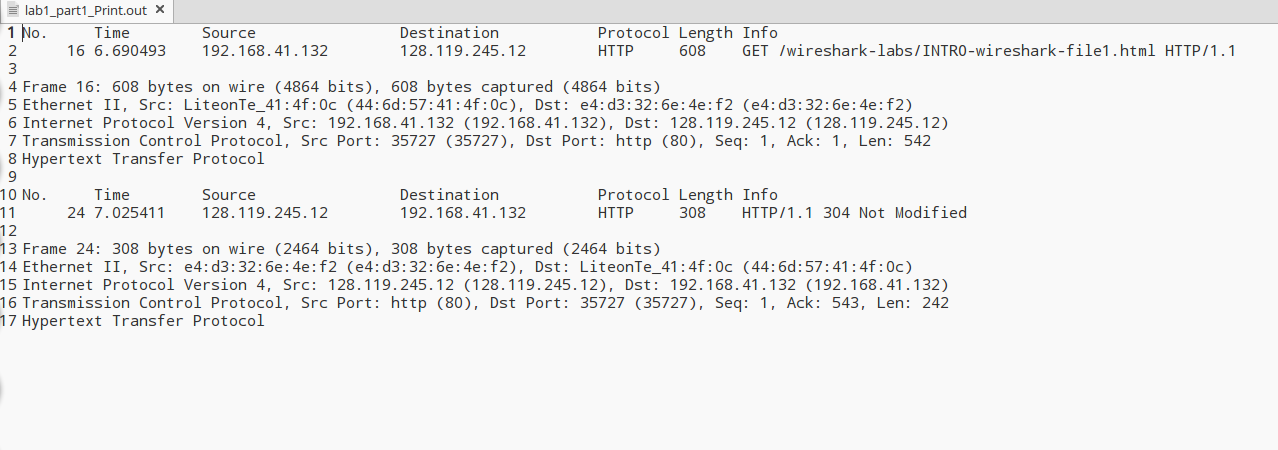 lab1_part1_Print.out ✕
1 No.     Time        Source                Destination           Protocol Length Info
2      16 6.690493    192.168.41.132        128.119.245.12        HTTP     608    GET /wireshark-labs/INTRO-wireshark-file1.html HTTP/1.1
3
4 Frame 16: 608 bytes on wire (4864 bits), 608 bytes captured (4864 bits)
5 Ethernet II, Src: LiteonTe_41:4f:0c (44:6d:57:41:4f:0c), Dst: e4:d3:32:6e:4e:f2 (e4:d3:32:6e:4e:f2)
6 Internet Protocol Version 4, Src: 192.168.41.132 (192.168.41.132), Dst: 128.119.245.12 (128.119.245.12)
7 Transmission Control Protocol, Src Port: 35727 (35727), Dst Port: http (80), Seq: 1, Ack: 1, Len: 542
8 Hypertext Transfer Protocol
9
10 No.     Time        Source                Destination           Protocol Length Info
11      24 7.025411    128.119.245.12        192.168.41.132        HTTP     308    HTTP/1.1 304 Not Modified
12
13 Frame 24: 308 bytes on wire (2464 bits), 308 bytes captured (2464 bits)
14 Ethernet II, Src: e4:d3:32:6e:4e:f2 (e4:d3:32:6e:4e:f2), Dst: LiteonTe_41:4f:0c (44:6d:57:41:4f:0c)
15 Internet Protocol Version 4, Src: 128.119.245.12 (128.119.245.12), Dst: 192.168.41.132 (192.168.41.132)
16 Transmission Control Protocol, Src Port: http (80), Dst Port: 35727 (35727), Seq: 1, Ack: 543, Len: 242
17 Hypertext Transfer Protocol